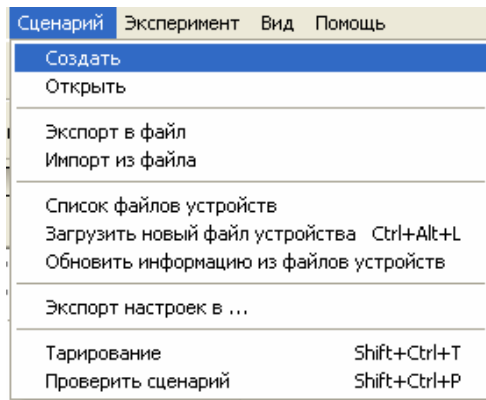 Сценарий Эксперимент Вид Помощь
Создать
Открыть
Экспорт в файл
Импорт из файла
Список файлов устройств
Загрузить новый файл устройства Ctrl+Alt+L
Обновить информацию из файлов устройств
Экспорт настроек в ...
Тарирование Shift+Ctrl+T
Проверить сценарий Shift+Ctrl+P